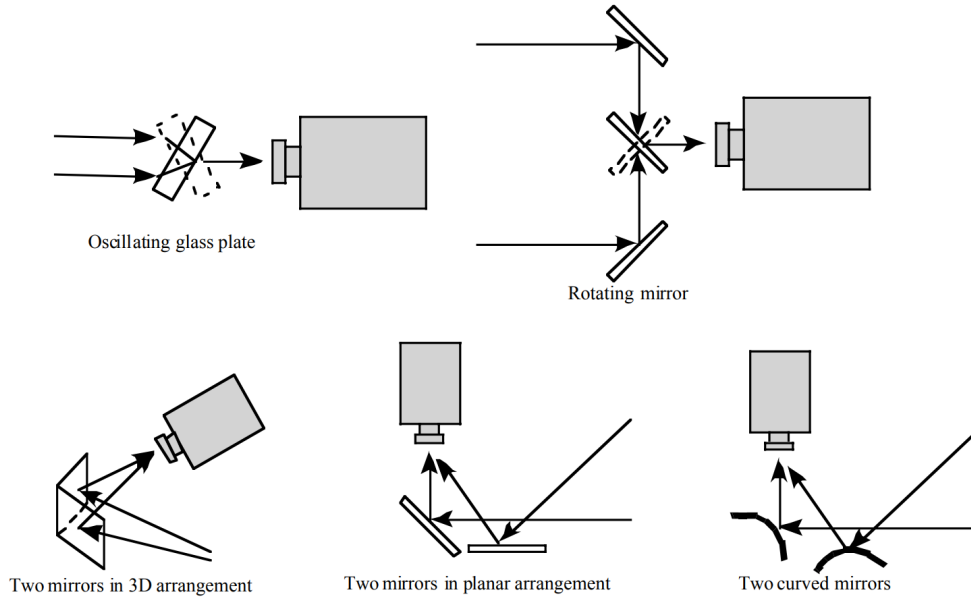 Oscillating glass plate
Rotating mirror
Two mirrors in 3D arrangement
Two mirrors in planar arrangement
Two curved mirrors